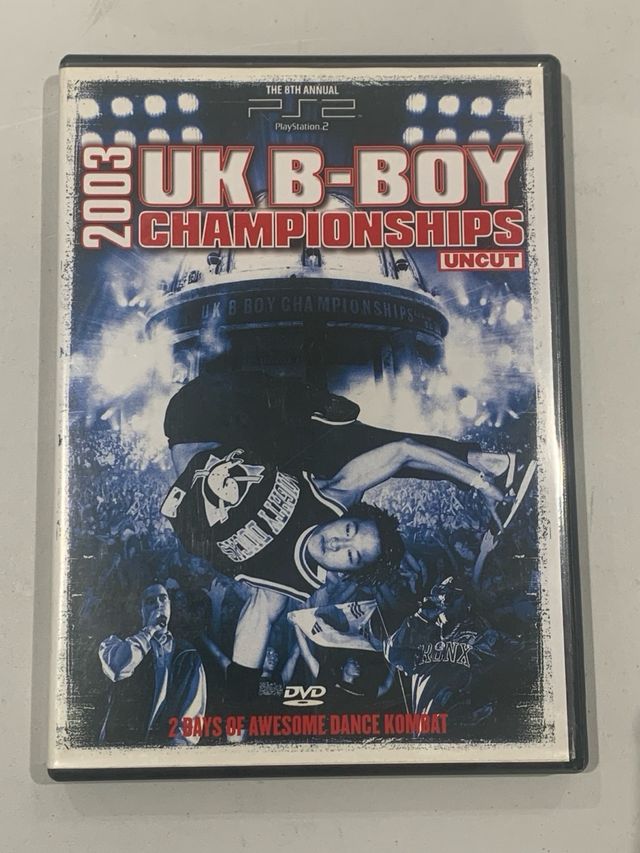 THE 8TH ANNUAL
PS2
PlayStation.2
2003
UK B-BOY
CHAMPIONSHIPS
UNCUT
UK B BOY CHAMPIONSHIPS
DVD
2 DAYS OF AWESOME DANCE KOMBAT